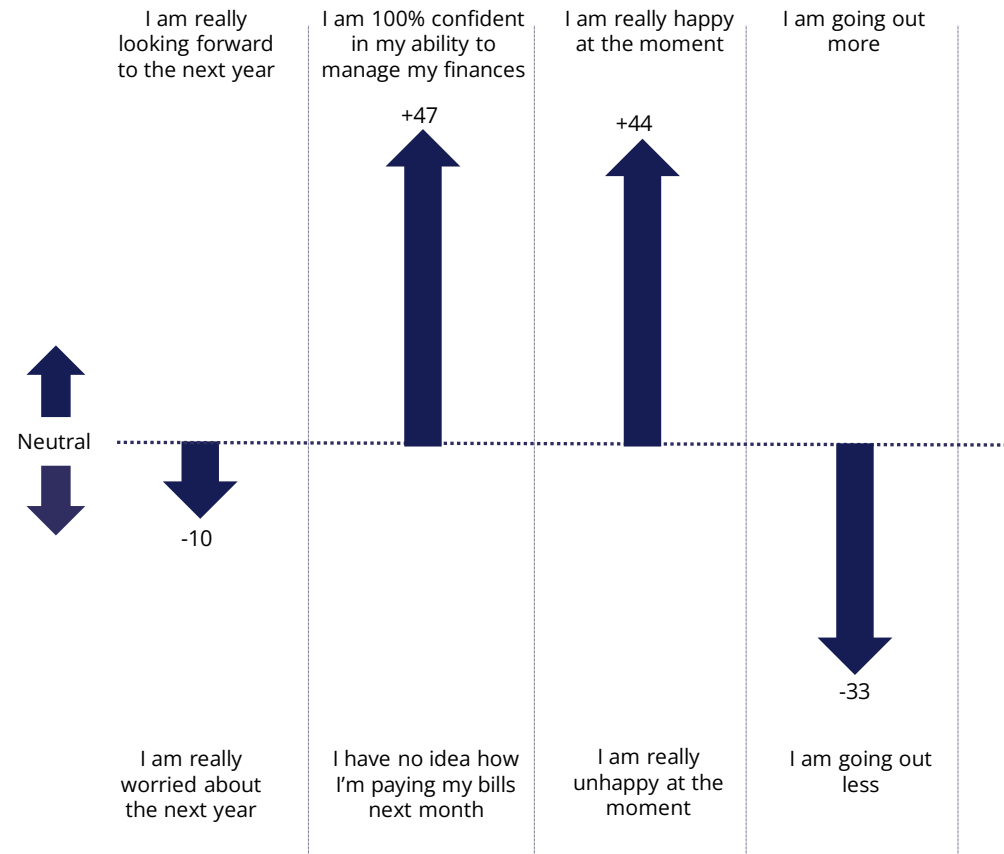 I am really
looking forward
to the next year
I am 100% confident
in my ability to
manage my finances
I am really happy
at the moment
I am going out
more
+47
+44
Neutral
-10
-33
I am really
worried about
the next year
I have no idea how
I'm paying my bills
next month
I am really
unhappy at the
moment
I am going out
less